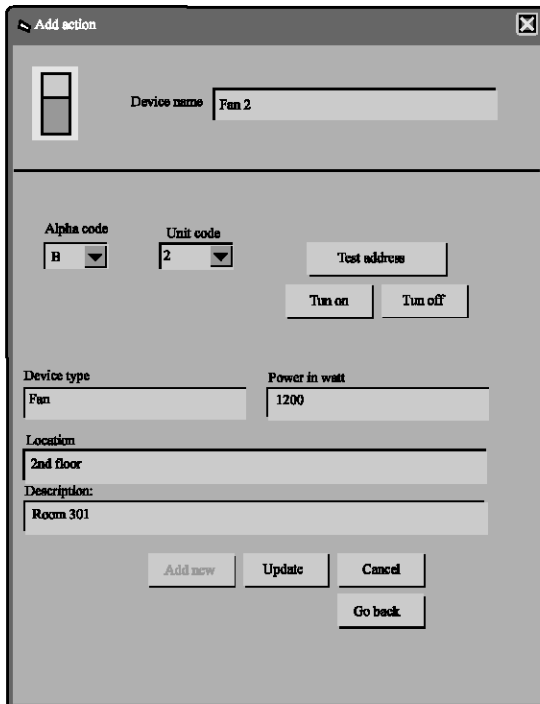 Add action
Device name Fan 2
Alpha code Unit code
B 2
Test address
Tun on Tun off
Device type Power in watt
Fan 1200
Location
2nd floor
Description:
Room 301
Add new Update Cancel
Go back